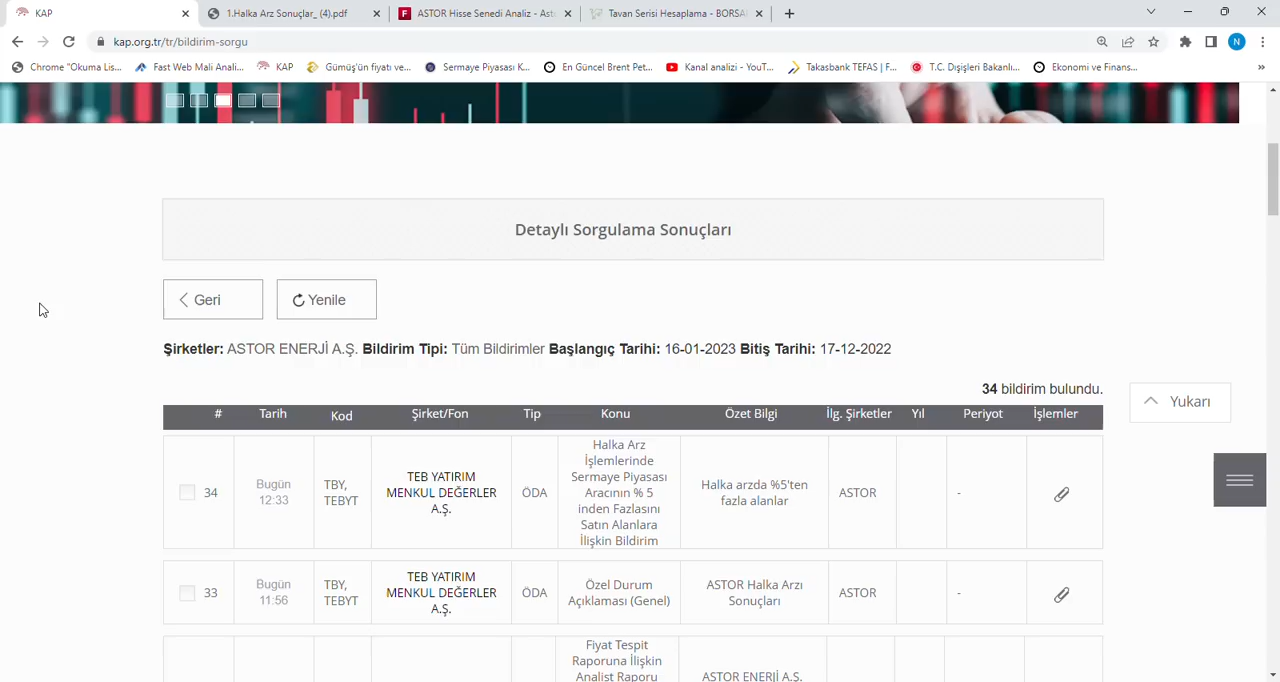 KAP
1.Halka Arz Sonuçlar_ (4).pdf
ASTOR Hisse Senedi Analiz - Ast
Tavan Serisi Hesaplama - BORSA
kap.org.tr/tr/bildirim-sorgu
N
Chrome "Okuma Lis...
Fast Web Mali Anali...
KAP
Gümüş'ün fiyatı ve...
Sermaye Piyasası K...
En Güncel Brent Pet...
Kanal analizi - YouT...
Takasbank TEFAS | F...
T.C. Dışişleri Bakanlı...
Ekonomi ve Finans...
»
Detaylı Sorgulama Sonuçları
Geri
Yenile
Şirketler: ASTOR ENERJİ A.Ş. Bildirim Tipi: Tüm Bildirimler Başlangıç Tarihi: 16-01-2023 Bitiş Tarihi: 17-12-2022
34 bildirim bulundu.
Yukarı
# Tarih Kod Şirket/Fon Tip Konu Özet Bilgi İlg. Şirketler Yıl Periyot İşlemler
34
Bugün
12:33
TBY,
TEBYT
TEB YATIRIM
MENKUL DEĞERLER
A.Ş.
ÖDA
Halka Arz
İşlemlerinde
Sermaye Piyasası
Aracının % 5
inden Fazlasını
Satın Alanlara
İlişkin Bildirim
Halka arzda %5'ten
fazla alanlar
ASTOR
-
33
Bugün
11:56
TBY,
TEBYT
TEB YATIRIM
MENKUL DEĞERLER
A.Ş.
ÖDA
Özel Durum
Açıklaması (Genel)
ASTOR Halka Arzı
Sonuçları
ASTOR
-
Fiyat Tespit
Raporuna İlişkin
Analist Raporu
ASTOR ENERJİ A.Ş.